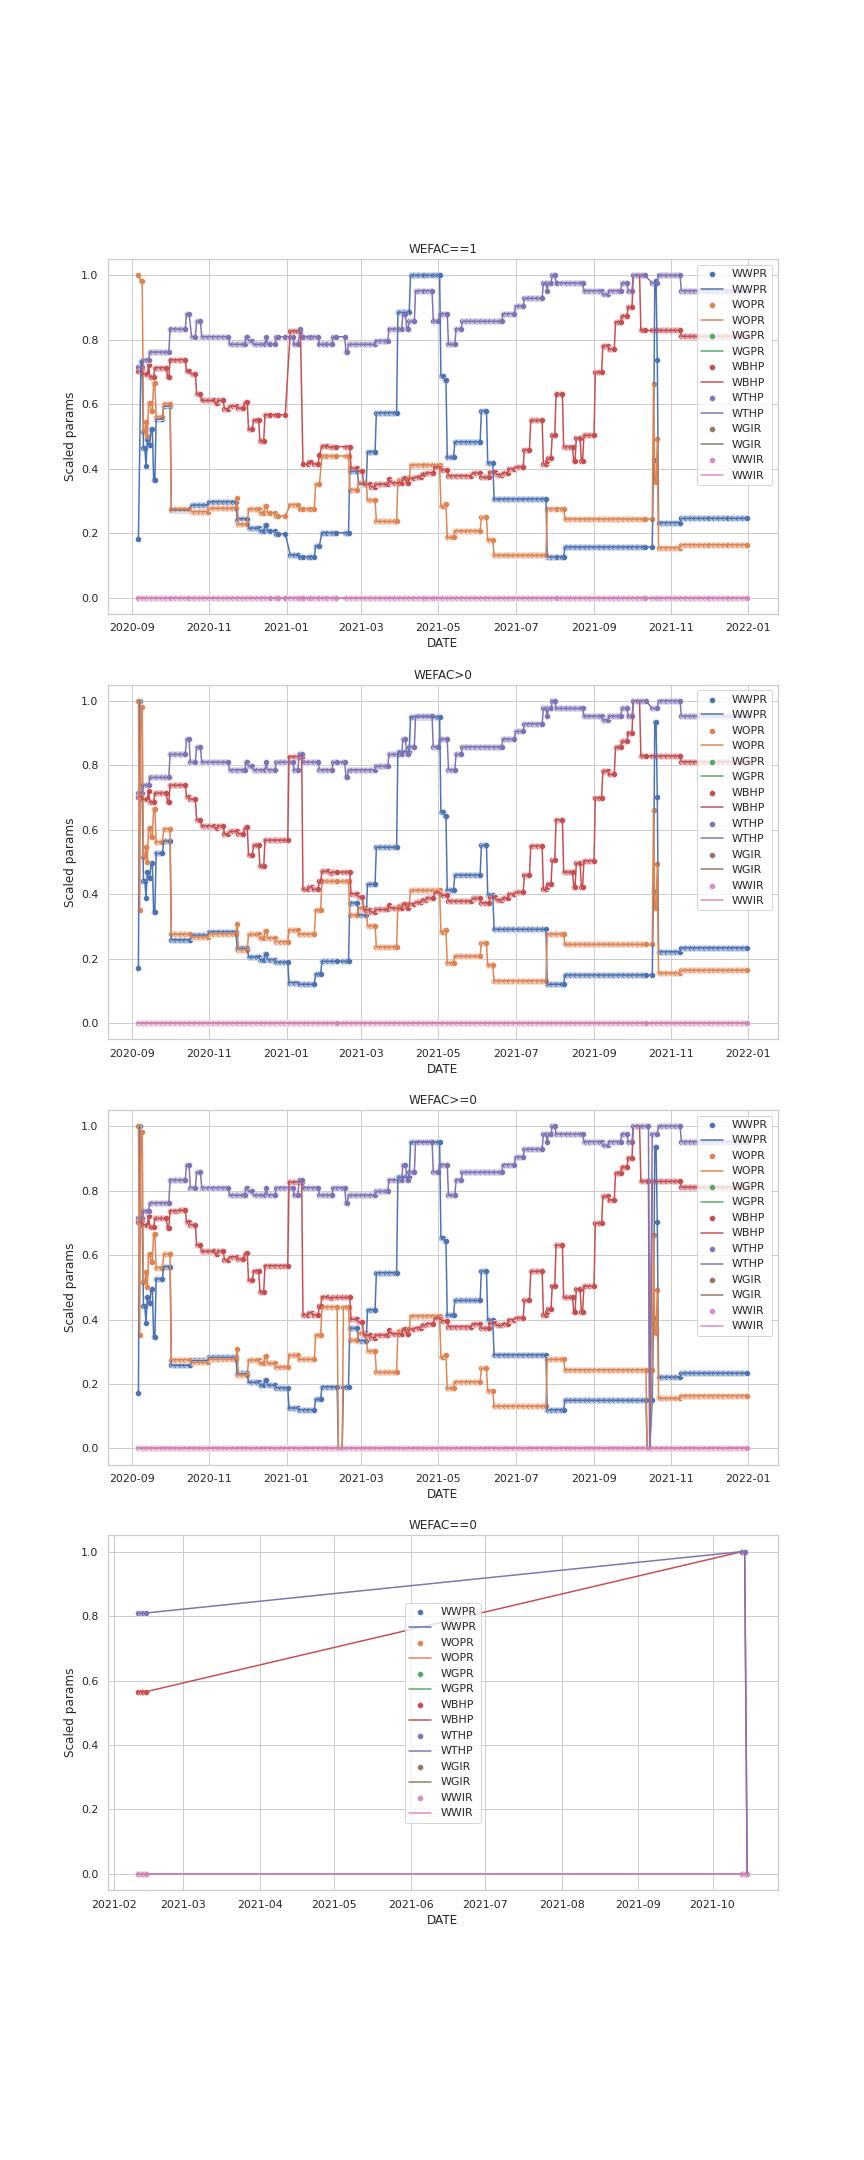 WEFAC==1
1.0
0.8
0.6
0.4
0.2
0.0
Scaled params
WWPR
WWPR
WOPR
WOPR
WGPR
WGPR
WBHP
WBHP
WTHP
WTHP
WGIR
WGIR
WWIR
WWIR
2020-09 2020-11 2021-01 2021-03 2021-05 2021-07 2021-09 2021-11 2022-01
DATE
WEFAC>0
1.0
0.8
0.6
0.4
0.2
0.0
Scaled params
WWPR
WWPR
WOPR
WOPR
WGPR
WGPR
WBHP
WBHP
WTHP
WTHP
WGIR
WGIR
WWIR
WWIR
2020-09 2020-11 2021-01 2021-03 2021-05 2021-07 2021-09 2021-11 2022-01
DATE
WEFAC>=0
1.0
0.8
0.6
0.4
0.2
0.0
Scaled params
WWPR
WWPR
WOPR
WOPR
WGPR
WGPR
WBHP
WBHP
WTHP
WTHP
WGIR
WGIR
WWIR
WWIR
2020-09 2020-11 2021-01 2021-03 2021-05 2021-07 2021-09 2021-11 2022-01
DATE
WEFAC==0
1.0
0.8
0.6
0.4
0.2
0.0
Scaled params
WWPR
WWPR
WOPR
WOPR
WGPR
WGPR
WBHP
WBHP
WTHP
WTHP
WGIR
WGIR
WWIR
WWIR
2021-02 2021-03 2021-04 2021-05 2021-06 2021-07 2021-08 2021-09 2021-10
DATE